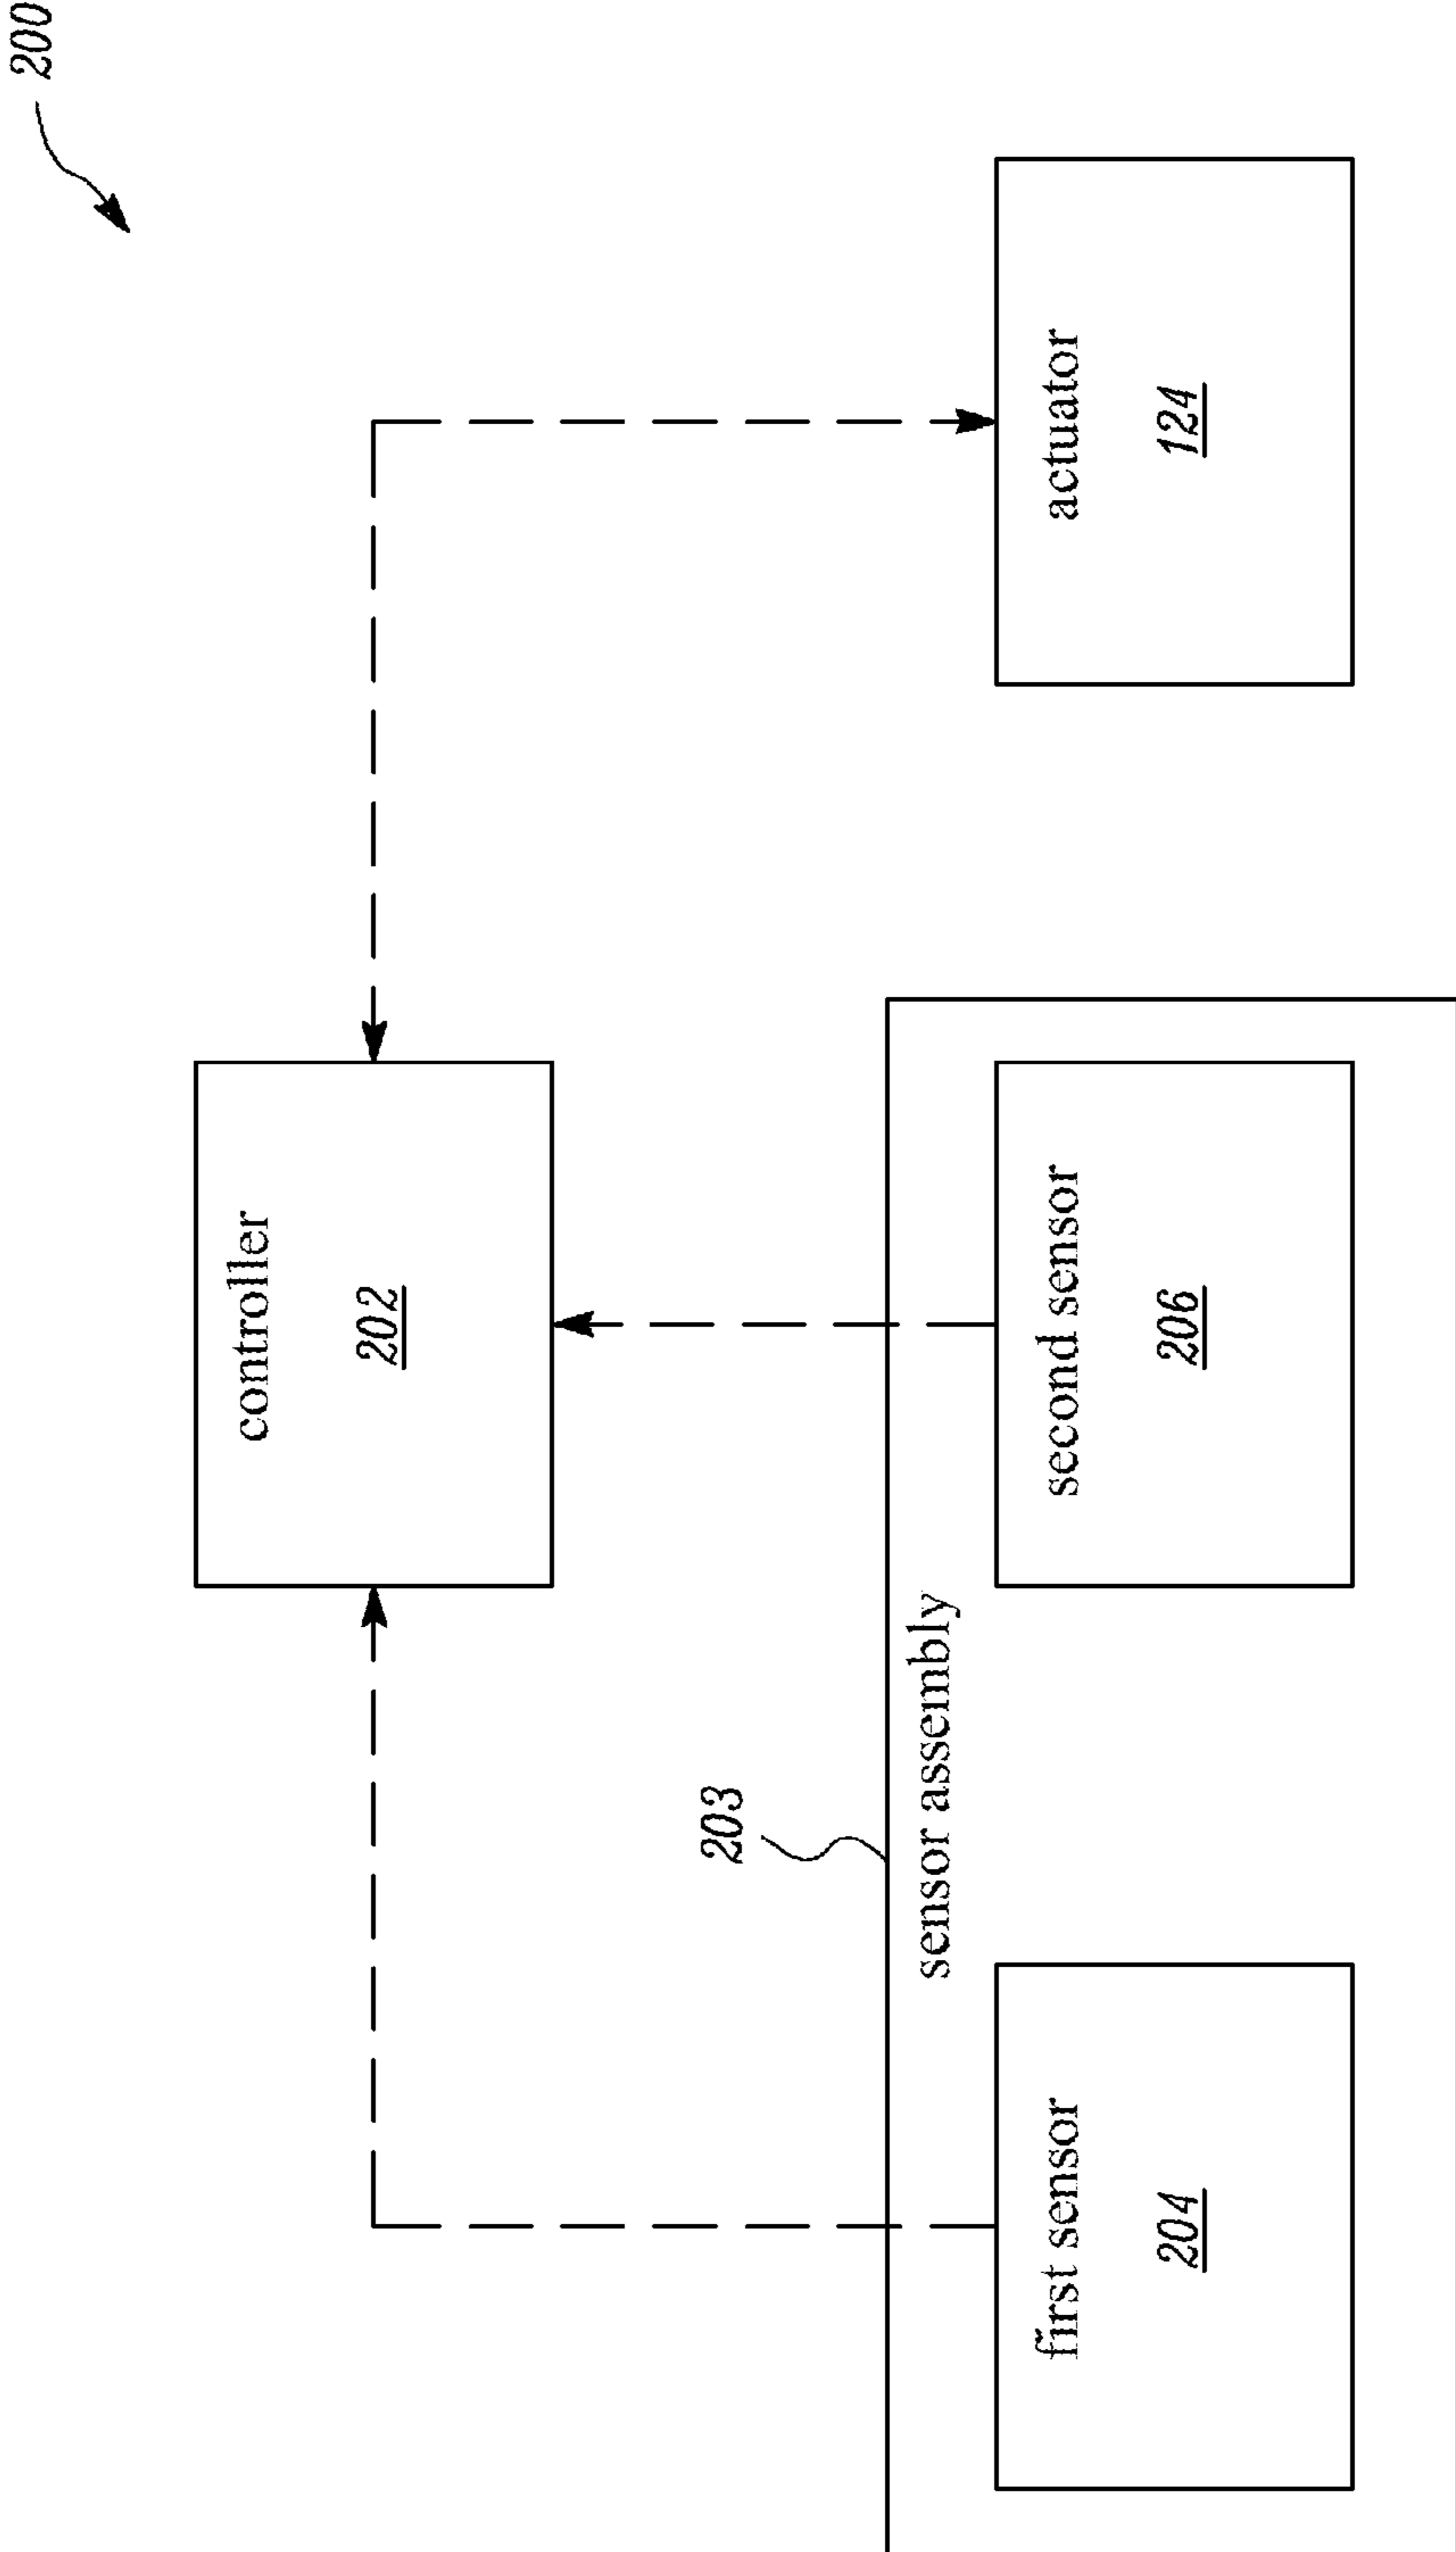 200
controller
202
203
sensor assembly
first sensor
204
second sensor
206
actuator
124